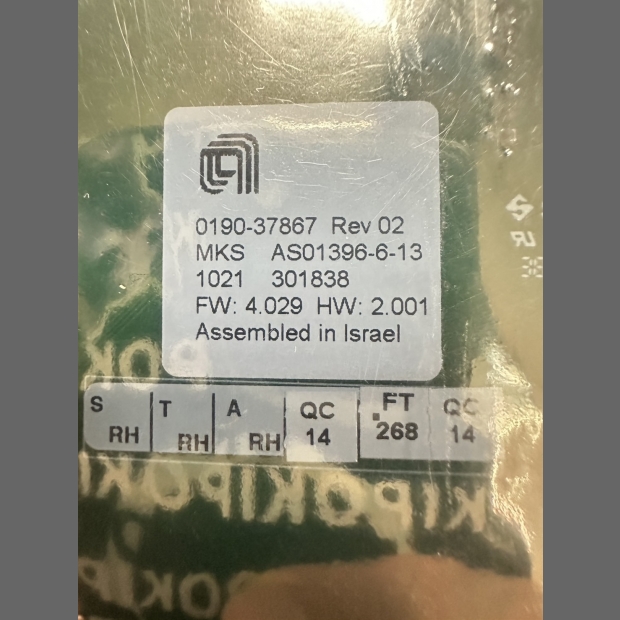 0190-37867 Rev 02
MKS AS01396-6-13
1021 301838
FW: 4.029 HW: 2.001
Assembled in Israel
S RH
T RH
A RH
QC 14
FT 268
QC 14
KIPOKIPOKIPOKI